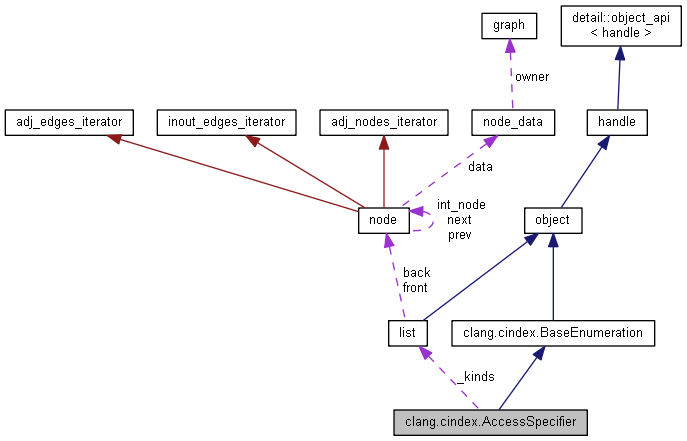 graph
detail::object_api
< handle >
owner
adj_edges_iterator
inout_edges_iterator
adj_nodes_iterator
node_data
handle
data
node
int_node
next
prev
object
back
front
list
clang.cindex.BaseEnumeration
_kinds
clang.cindex.AccessSpecifier